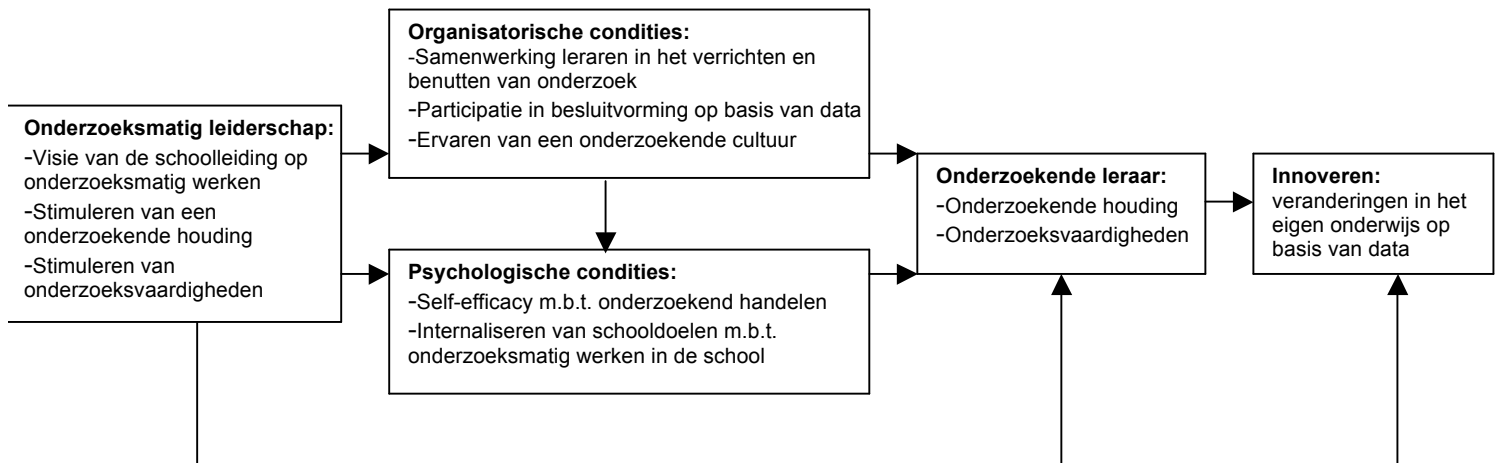 Onderzoeksmatig leiderschap:
-Visie van de schoolleiding op
onderzoeksmatig werken
-Stimuleren van een
onderzoekende houding
-Stimuleren van
onderzoeksvaardigheden
Organisatorische condities:
-Samenwerking leraren in het verrichten en
benutten van onderzoek
-Participatie in besluitvorming op basis van data
-Ervaren van een onderzoekende cultuur
Psychologische condities:
-Self-efficacy m.b.t. onderzoekend handelen
-Internaliseren van schooldoelen m.b.t.
onderzoeksmatig werken in de school
Onderzoekende leraar:
-Onderzoekende houding
-Onderzoeksvaardigheden
Innoveren:
veranderingen in het
eigen onderwijs op
basis van data